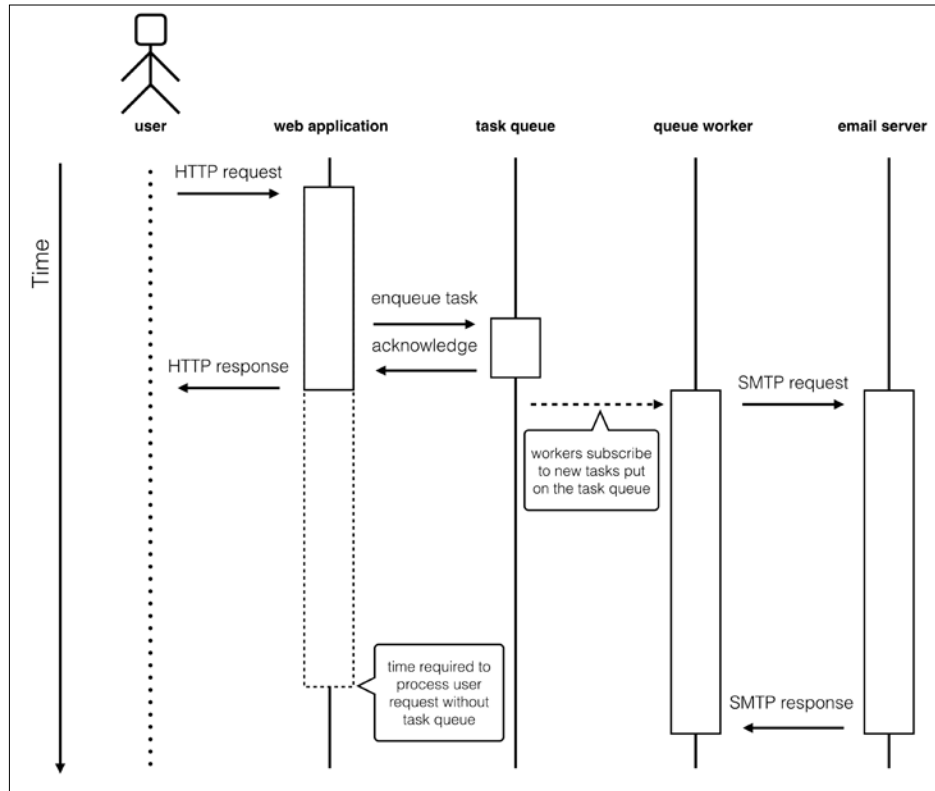 user
web application
task queue
queue worker
email server
Time
HTTP request
enqueue task
acknowledge
HTTP response
SMTP request
workers subscribe
to new tasks put
on the task queue
time required to
process user
request without
task queue
SMTP response